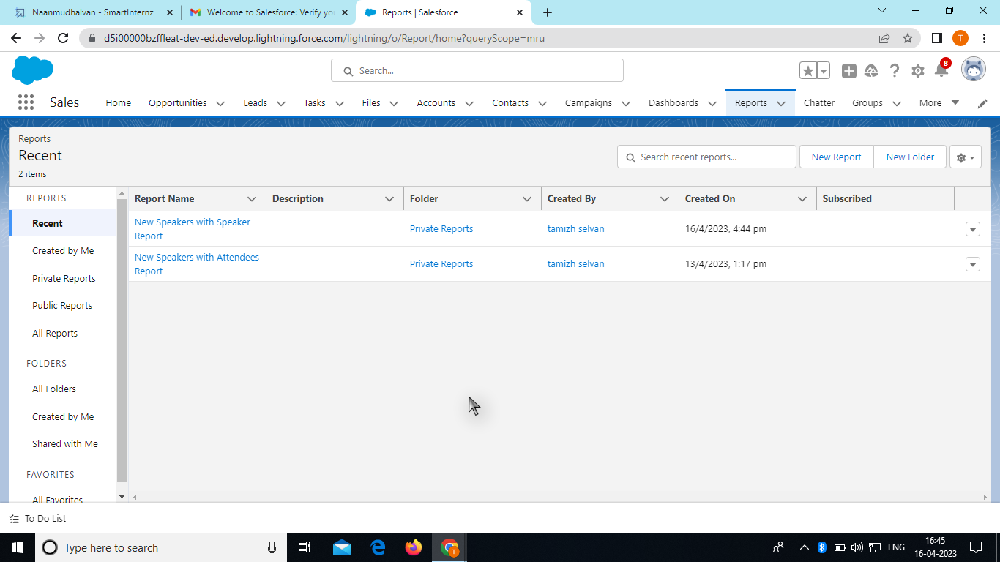 Naanmudhalvan - SmartInternz
Welcome to Salesforce: Verify yo
Reports | Salesforce
d5i00000bzffleat-dev-ed.develop.lightning.force.com/lightning/o/Report/home?queryScope=mru
T
Search...
8
Sales
Home
Opportunities
Leads
Tasks
Files
Accounts
Contacts
Campaigns
Dashboards
Reports
Chatter
Groups
More
Reports
Recent
2 items
Search recent reports...
New Report
New Folder
REPORTS
Recent
Created by Me
Private Reports
Public Reports
All Reports
FOLDERS
All Folders
Created by Me
Shared with Me
FAVORITES
All Favorites
Report Name
Description
Folder
Created By
Created On
Subscribed
New Speakers with Speaker
Report
Private Reports
tamizh selvan
16/4/2023, 4:44 pm
New Speakers with Attendees
Report
Private Reports
tamizh selvan
13/4/2023, 1:17 pm
To Do List
Type here to search
T
ENG
16:45
16-04-2023